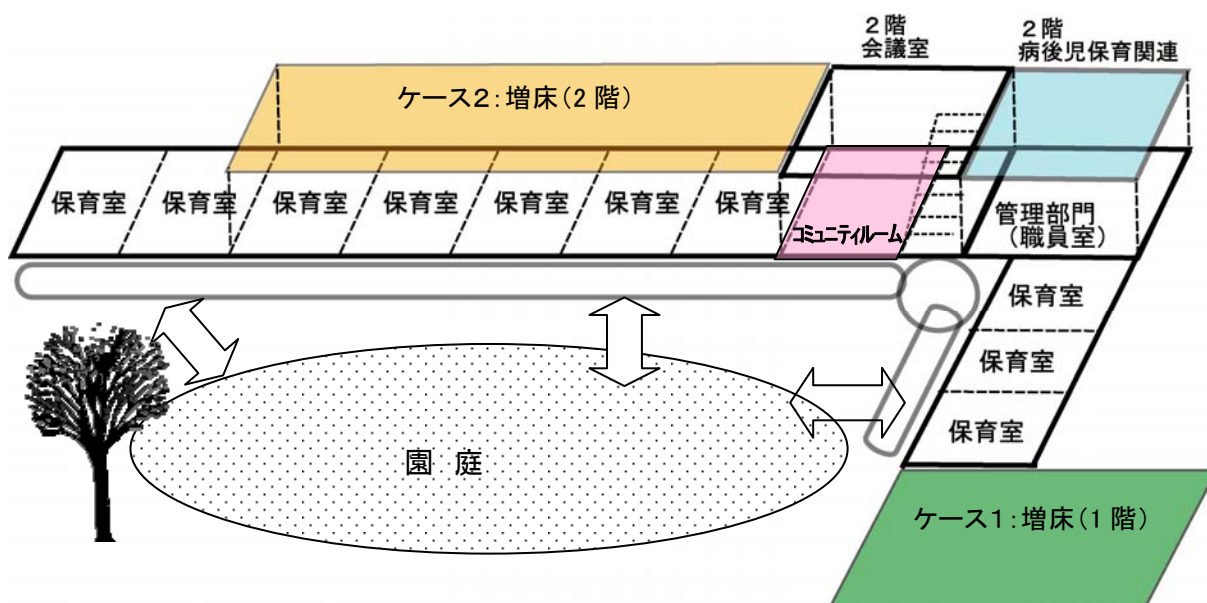 ２階
会議室
２階
病後児保育関連
ケース２：増床（２階）
保育室
保育室
保育室
保育室
保育室
保育室
保育室
コミュニティルーム
管理部門
（職員室）
保育室
保育室
保育室
園 庭
ケース１：増床（１階）